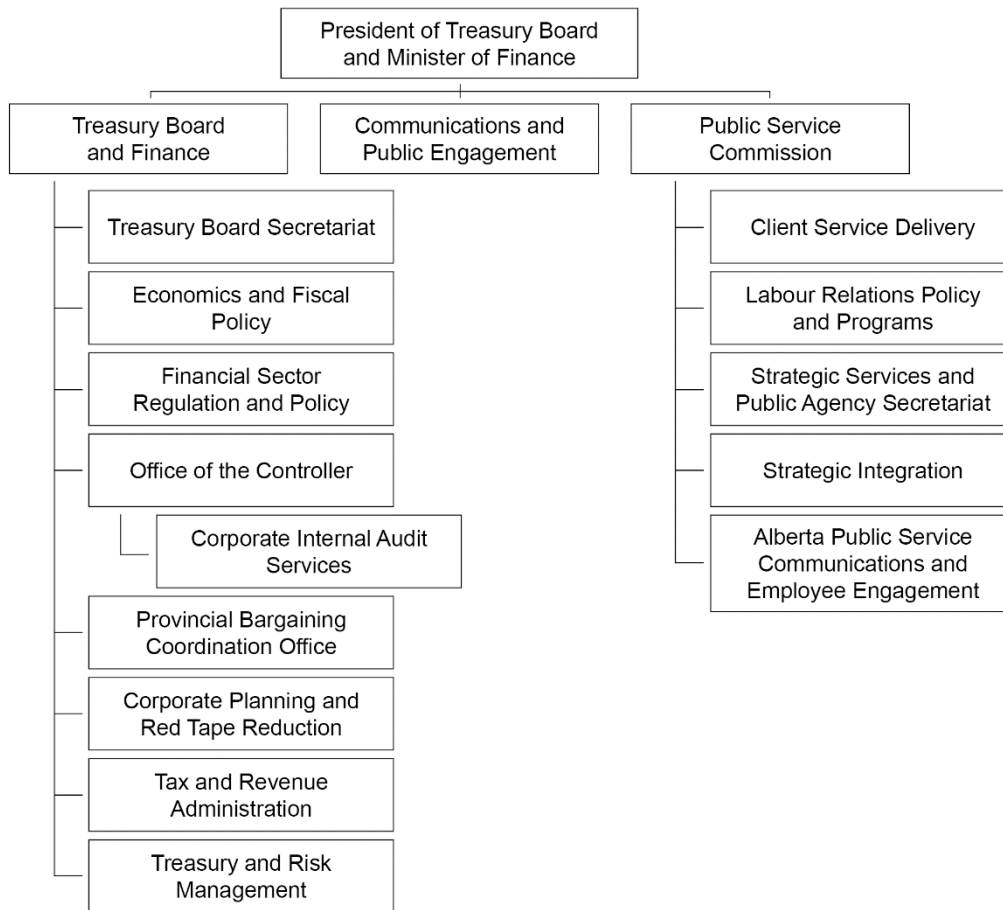 President of Treasury Board
and Minister of Finance
Treasury Board
and Finance
Communications and
Public Engagement
Public Service
Commission
Treasury Board Secretariat
Economics and Fiscal
Policy
Financial Sector
Regulation and Policy
Office of the Controller
Corporate Internal Audit
Services
Provincial Bargaining
Coordination Office
Corporate Planning and
Red Tape Reduction
Tax and Revenue
Administration
Treasury and Risk
Management
Client Service Delivery
Labour Relations Policy
and Programs
Strategic Services and
Public Agency Secretariat
Strategic Integration
Alberta Public Service
Communications and
Employee Engagement